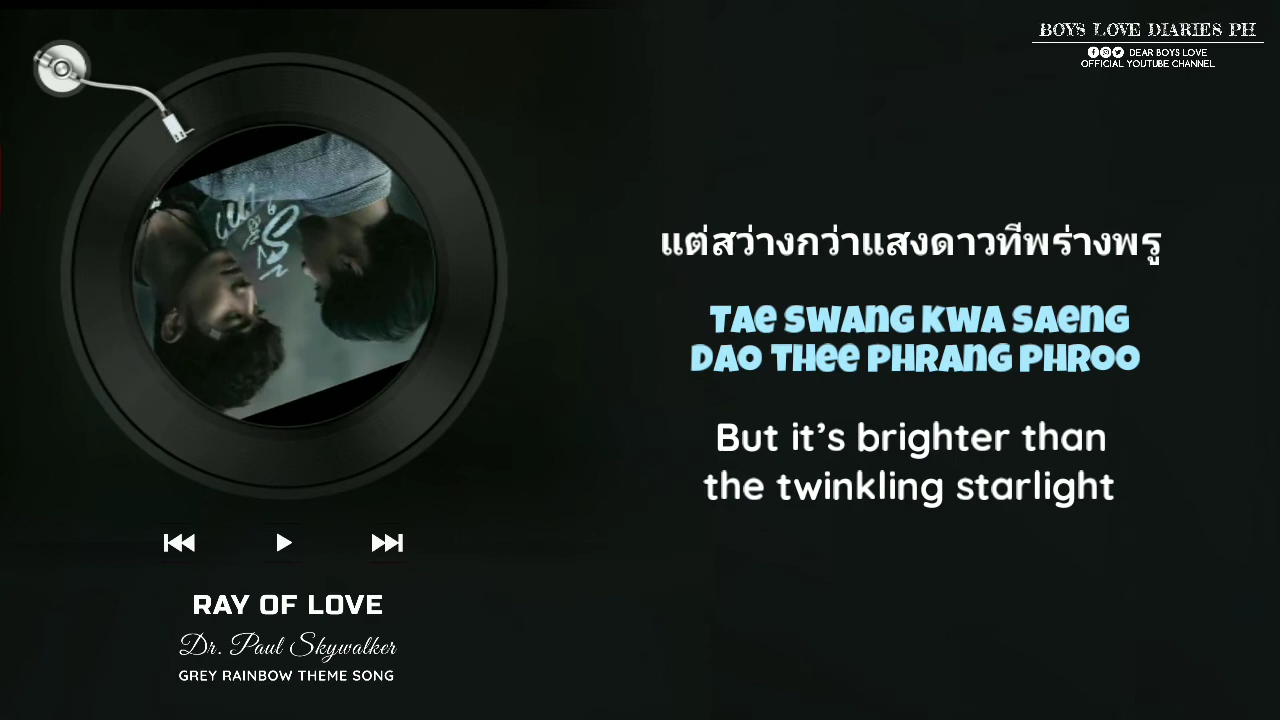 BOYS LOVE DIARIES PH
DEAR BOYS LOVE
OFFICIAL YOUTUBE CHANNEL
แต่สว่างกว่าแสงดาวที่พร่างพรู
TAE SWANG KWA SAENG
DAO THEE PHRANG PHROO
But it’s brighter than
the twinkling starlight
RAY OF LOVE
Dr. Paul Skywalker
GREY RAINBOW THEME SONG